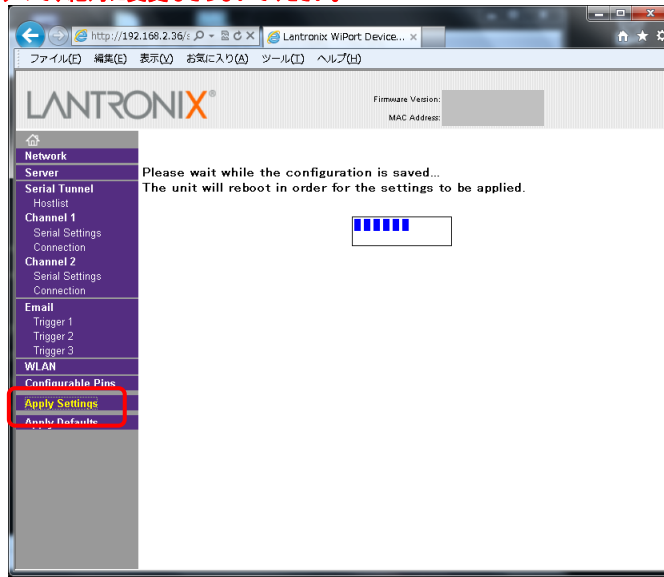 http://192.168.2.36/
Lantronix WiPort Device...
ファイル(F) 編集(E) 表示(V) お気に入り(A) ツール(T) ヘルプ(H)
LANTRONIX®
Firmware Version:
MAC Address:
Network
Server
Serial Tunnel
Hostlist
Channel 1
Serial Settings
Connection
Channel 2
Serial Settings
Connection
Email
Trigger 1
Trigger 2
Trigger 3
WLAN
Configurable Pins
Apply Settings
Apply Defaults
Please wait while the configuration is saved...
The unit will reboot in order for the settings to be applied.